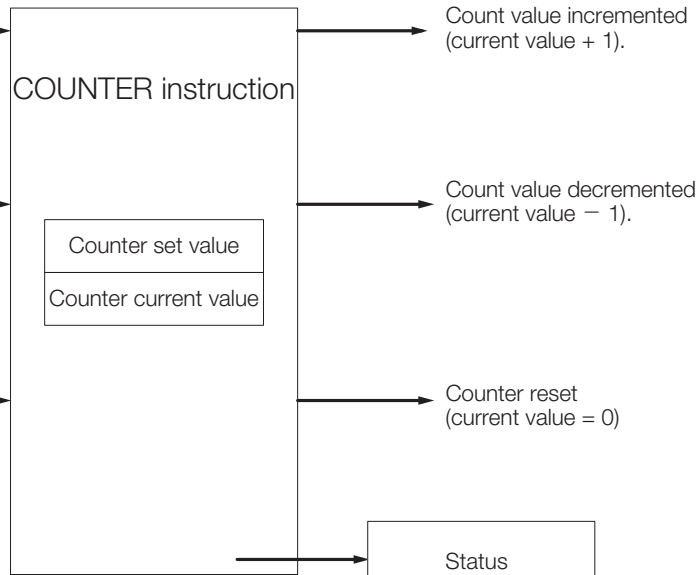 Count value incremented
(current value + 1).
COUNTER instruction
Count value decremented
(current value − 1).
Counter set value
Counter current value
Counter reset
(current value = 0)
Status